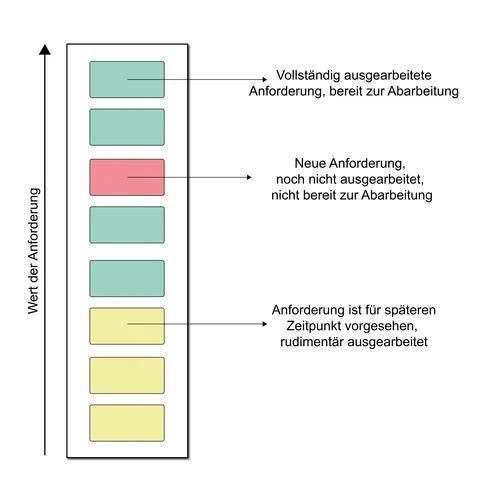 Vollständig ausgearbeitete
Anforderung, bereit zur Abarbeitung
Neue Anforderung,
noch nicht ausgearbeitet,
nicht bereit zur Abarbeitung
Wert der Anforderung
Anforderung ist für späteren
Zeitpunkt vorgesehen,
rudimentär ausgearbeitet